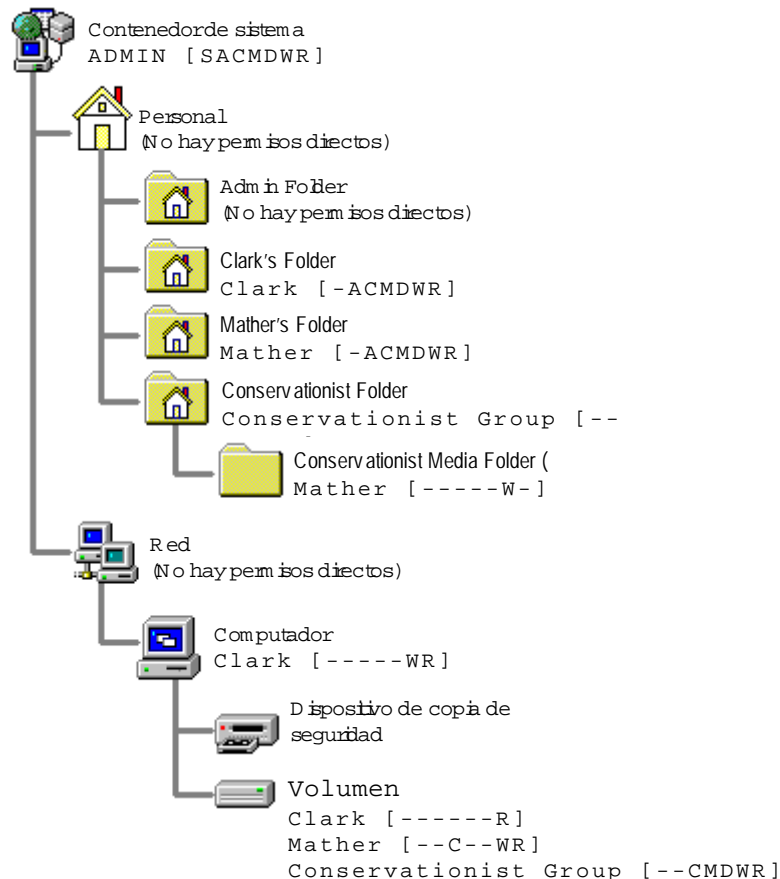 Contenedor de sistema
ADMIN [SACMDWR]
Personal
(No hay permisos directos)
Admin Folder
(No hay permisos directos)
Clark's Folder
Clark [-ACMDWR]
Mather's Folder
Mather [-ACMDWR]
Conservationist Folder
Conservationist Group [--
Conservationist Media Folder (
Mather [-----W-]
Red
(No hay permisos directos)
Computador
Clark [-----WR]
Dispositivo de copia de
seguridad
Volumen
Clark [------R]
Mather [--C--WR]
Conservationist Group [--CMDWR]